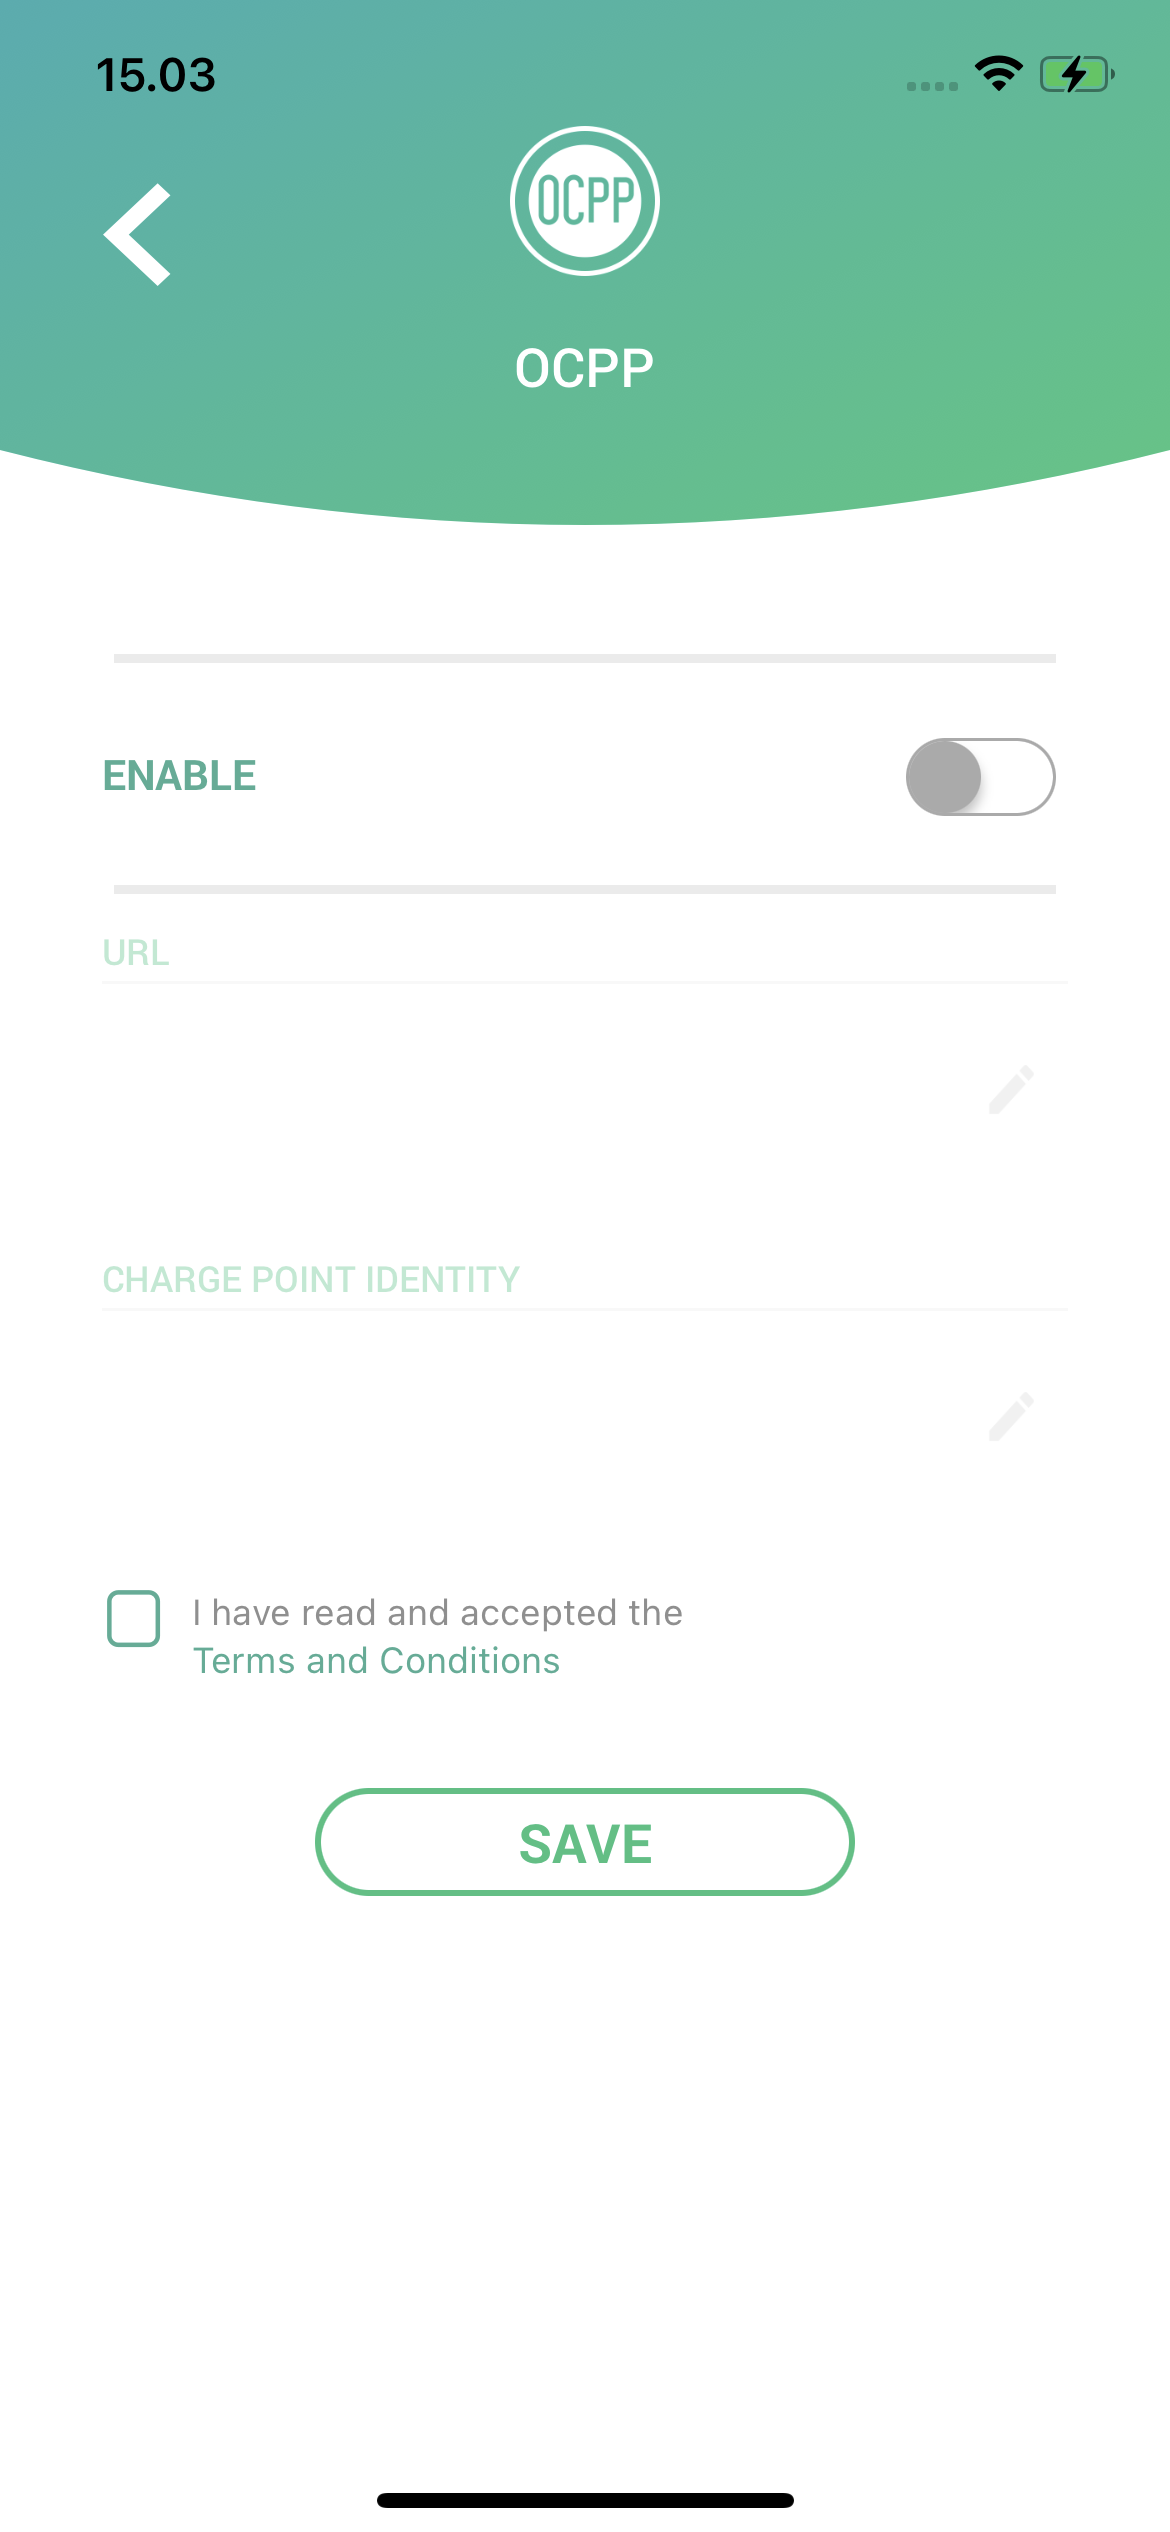 15.03
OCPP
OCPP
ENABLE
URL
CHARGE POINT IDENTITY
I have read and accepted the
Terms and Conditions
SAVE